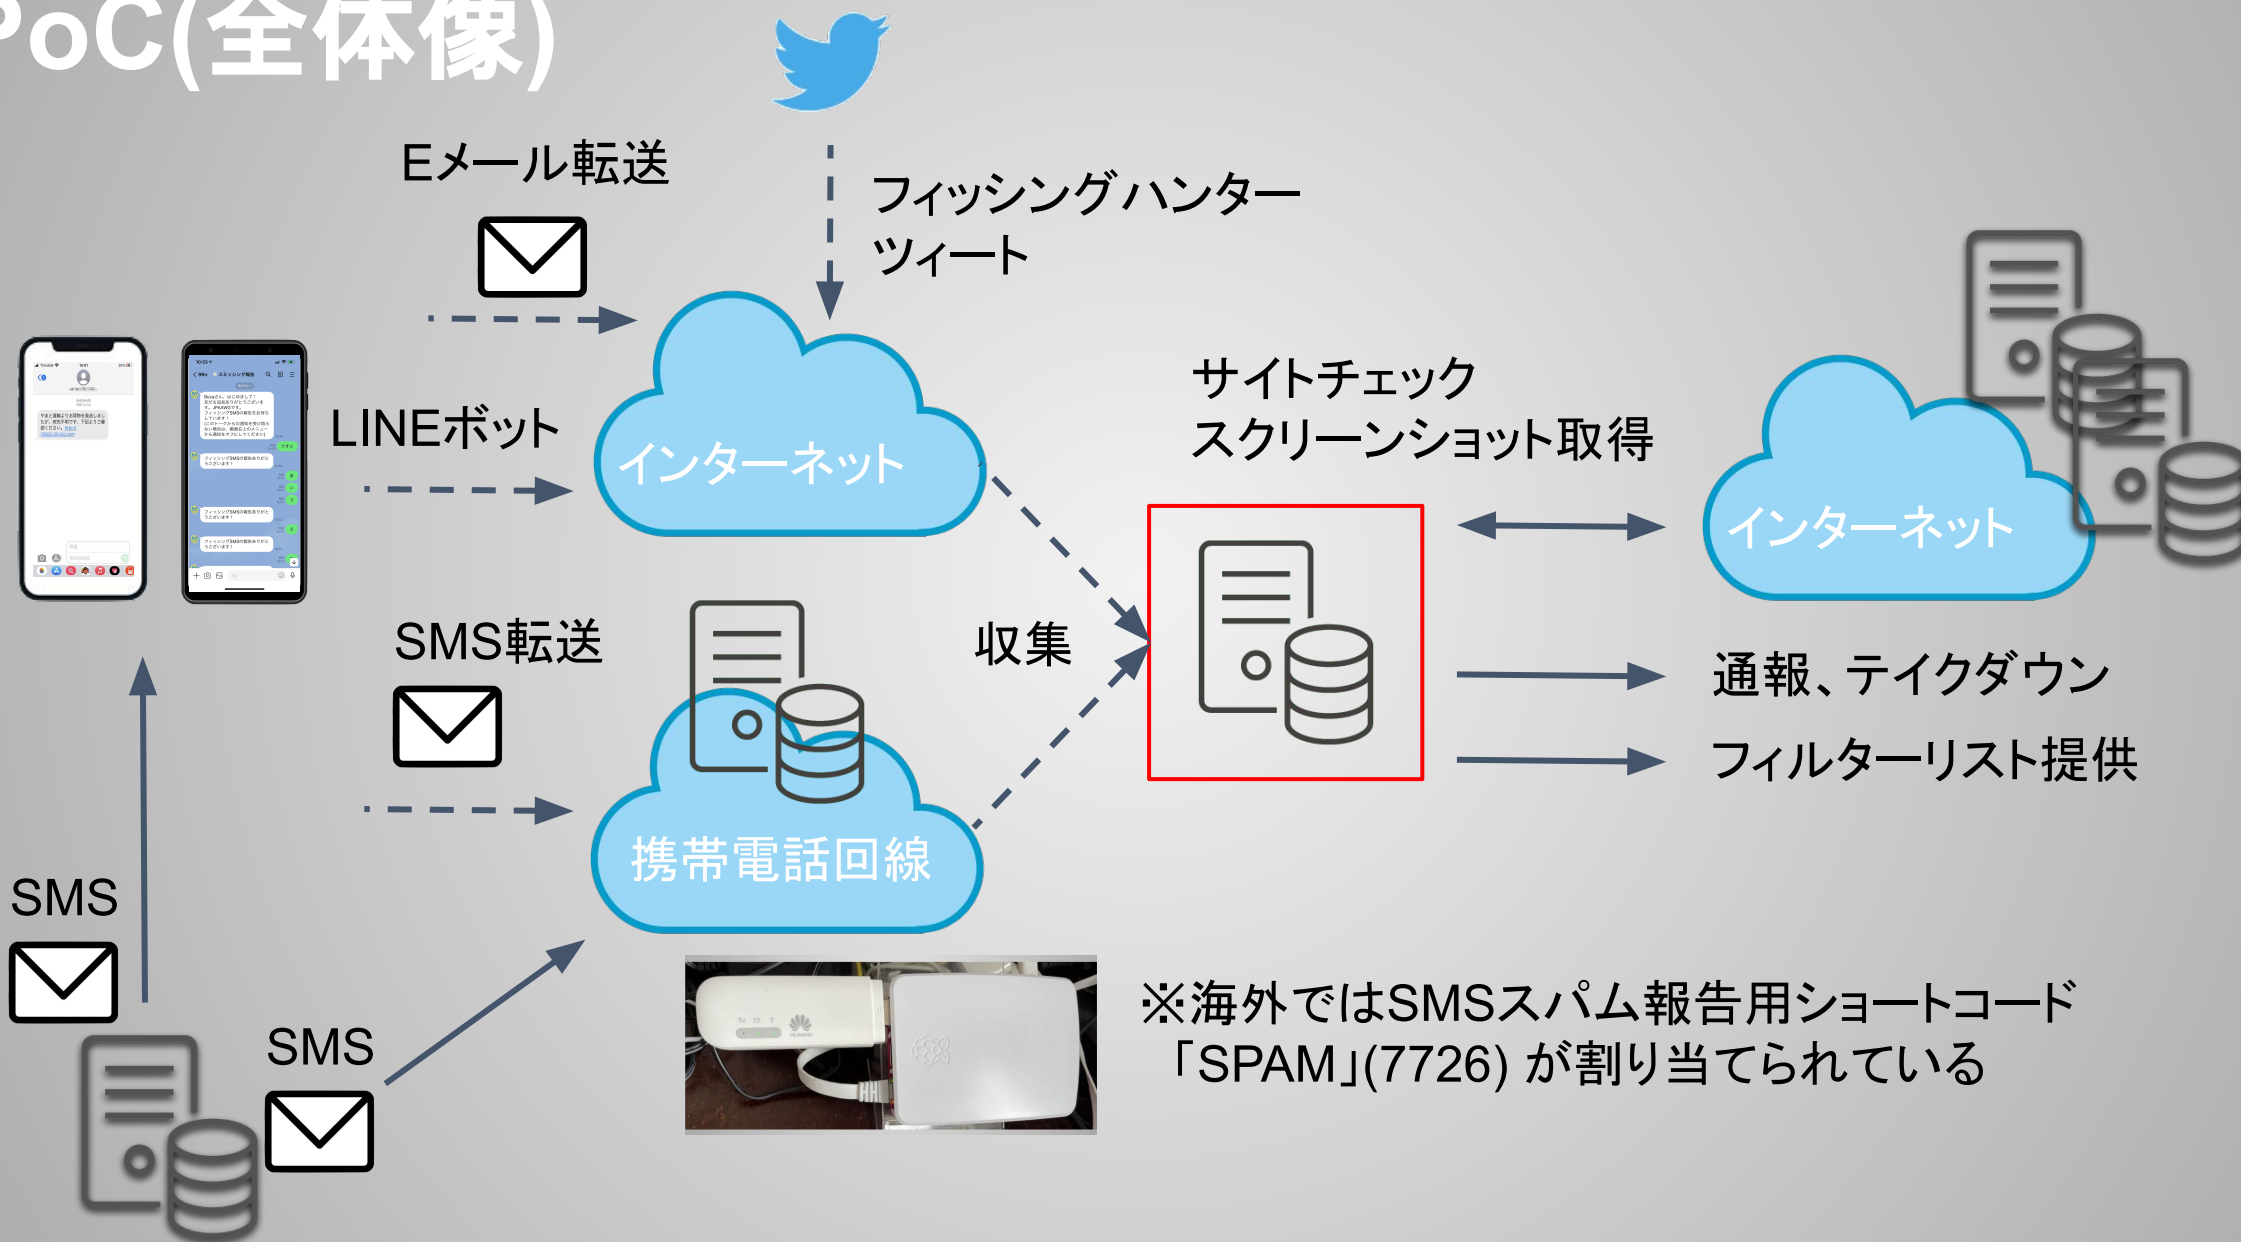 PoC(全体像)
Eメール転送
フィッシングハンター
ツィート
LINEボット
インターネット
サイトチェック
スクリーンショット取得
インターネット
SMS転送
収集
通報、テイクダウン
フィルターリスト提供
携帯電話回線
SMS
SMS
※海外ではSMSスパム報告用ショートコード
「SPAM」(7726) が割り当てられている
HUAWEI